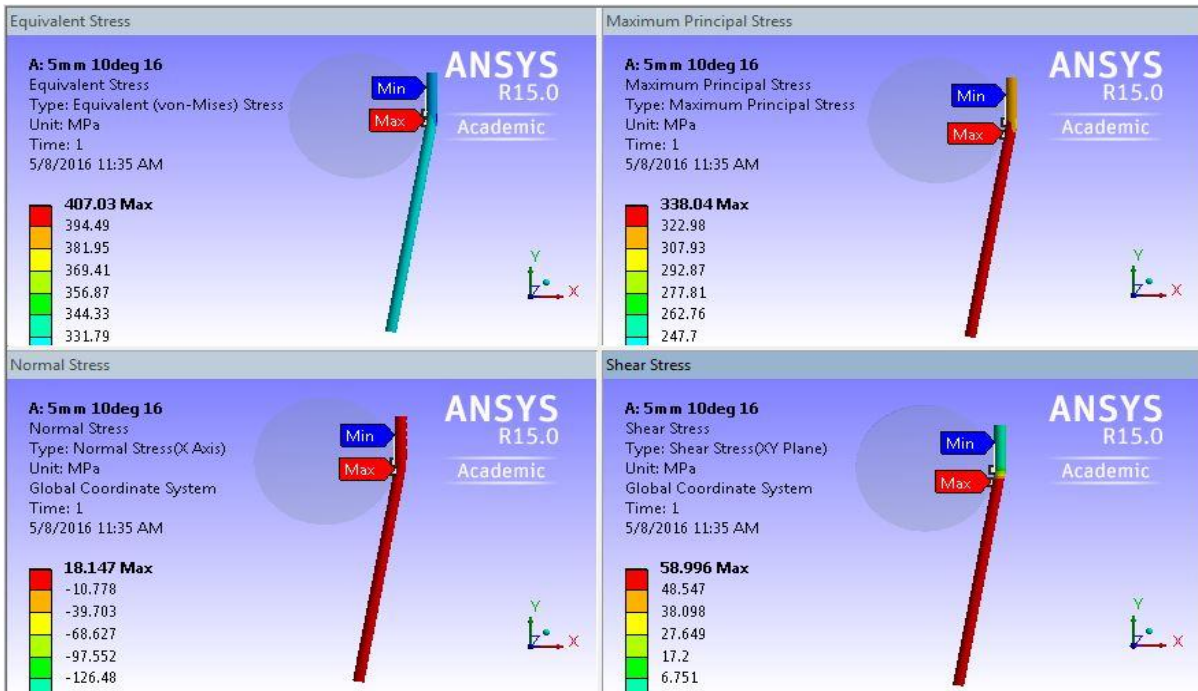 Equivalent Stress
A: 5mm 10deg 16
Equivalent Stress
Type: Equivalent (von-Mises) Stress
Unit: MPa
Time: 1
5/8/2016 11:35 AM
407.03 Max
394.49
381.95
369.41
356.87
344.33
331.79
Min
Max
ANSYS
R15.0
Academic
Y
Z
X
Maximum Principal Stress
A: 5mm 10deg 16
Maximum Principal Stress
Type: Maximum Principal Stress
Unit: MPa
Time: 1
5/8/2016 11:35 AM
338.04 Max
322.98
307.93
292.87
277.81
262.76
247.7
Min
Max
ANSYS
R15.0
Academic
Y
Z
X
Normal Stress
A: 5mm 10deg 16
Normal Stress
Type: Normal Stress(X Axis)
Unit: MPa
Global Coordinate System
Time: 1
5/8/2016 11:35 AM
18.147 Max
-10.778
-39.703
-68.627
-97.552
-126.48
Min
Max
ANSYS
R15.0
Academic
Y
Z
X
Shear Stress
A: 5mm 10deg 16
Shear Stress
Type: Shear Stress(XY Plane)
Unit: MPa
Global Coordinate System
Time: 1
5/8/2016 11:35 AM
58.996 Max
48.547
38.098
27.649
17.2
6.751
Min
Max
ANSYS
R15.0
Academic
Y
Z
X